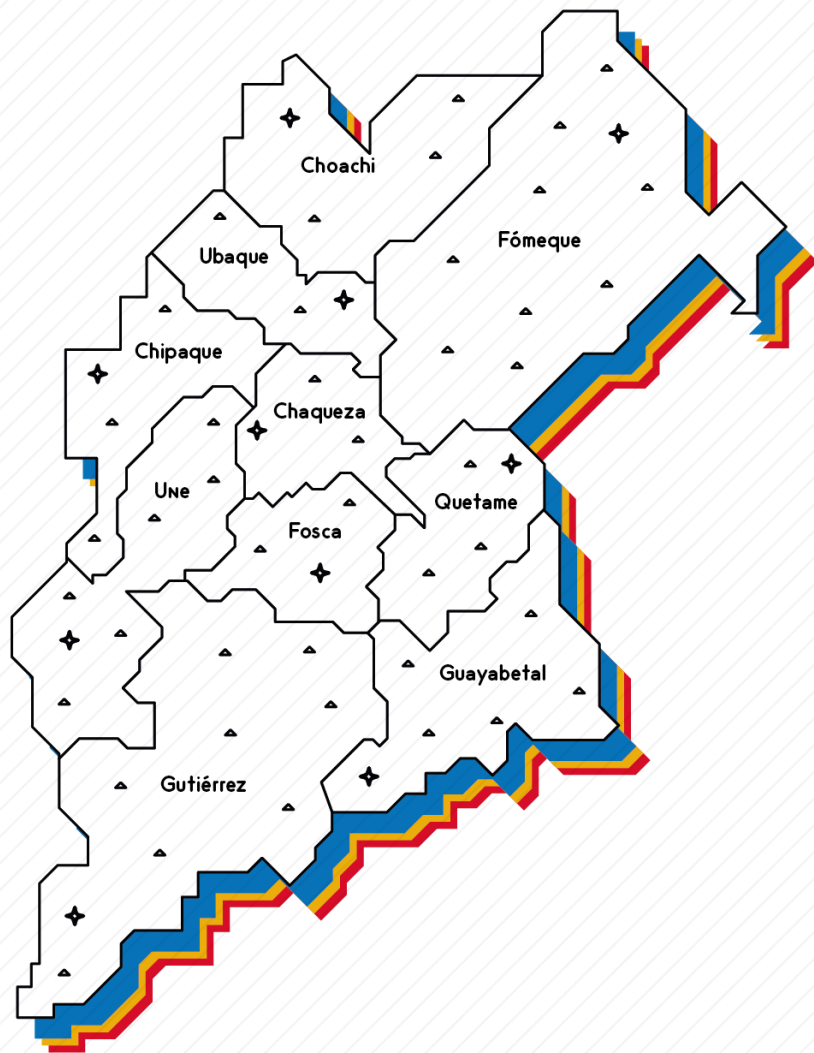 Choachi
Fómeque
Ubaque
Chipaque
Chaqueza
Une
Quetame
Fosca
Guayabetal
Gutiérrez